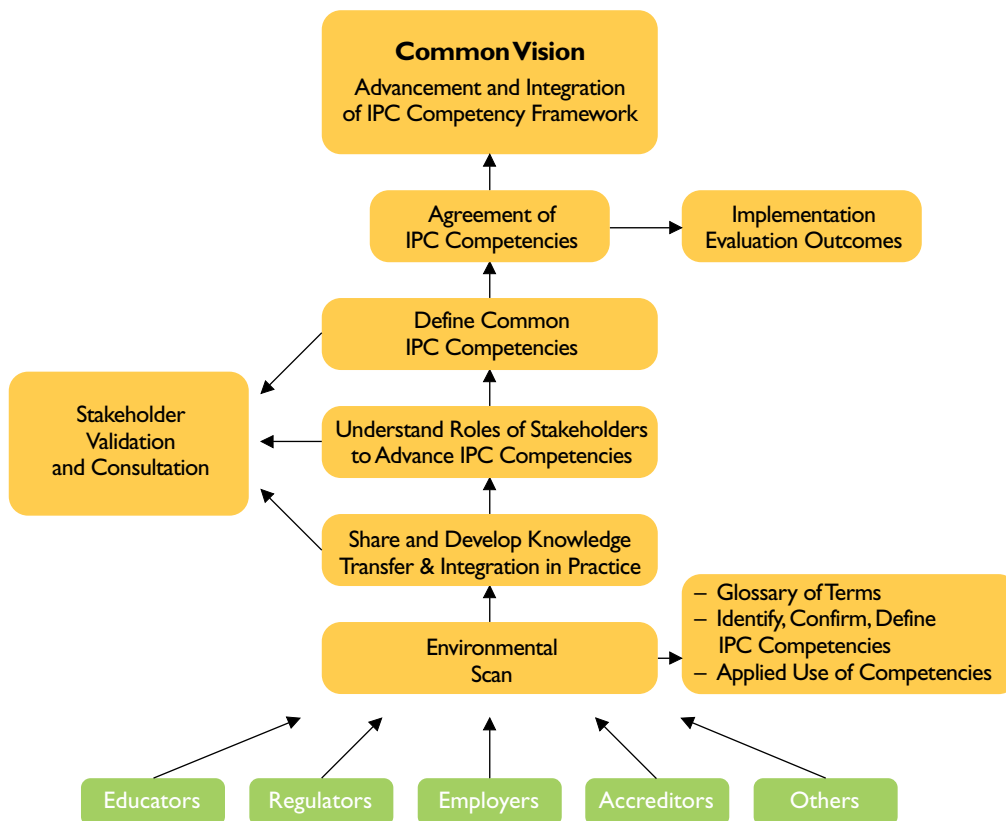 Common Vision
Advancement and Integration
of IPC Competency Framework
Agreement of
IPC Competencies
Implementation
Evaluation Outcomes
Define Common
IPC Competencies
Stakeholder
Validation
and Consultation
Understand Roles of Stakeholders
to Advance IPC Competencies
Share and Develop Knowledge
Transfer & Integration in Practice
Environmental
Scan
– Glossary of Terms
– Identify, Confirm, Define
IPC Competencies
– Applied Use of Competencies
Educators
Regulators
Employers
Accreditors
Others